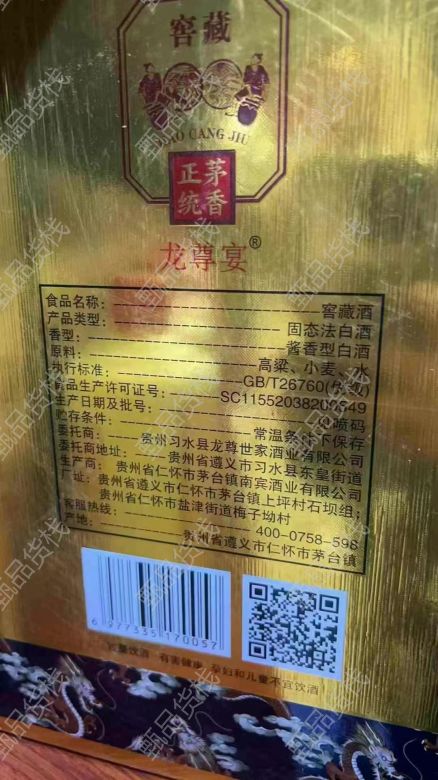 窖藏
JIAO CANG JIU
正茅
统香
龙尊宴®
食品名称: 窖藏酒
产品类型: 固态法白酒
香型: 酱香型白酒
原料: 高粱、小麦、水
执行标准: GB/T26760(优级)
食品生产许可证号: SC11552038200849
生产日期及批号: 喷码
贮存条件: 常温条件下保存
委托商: 贵州习水县龙尊世家酒业有限公司
委托商地址: 贵州省遵义市习水县东皇街道
生产商: 贵州省仁怀市茅台镇南宾酒业有限公司
厂址: 贵州省遵义市仁怀市茅台镇上坪村石坝组;
贵州省仁怀市盐津街道梅子坳村
客服热线: 400-0758-596
产地: 贵州省遵义市仁怀市茅台镇
6 977335 170057
过量饮酒 有害健康 孕妇和儿童不宜饮酒
甄品货栈